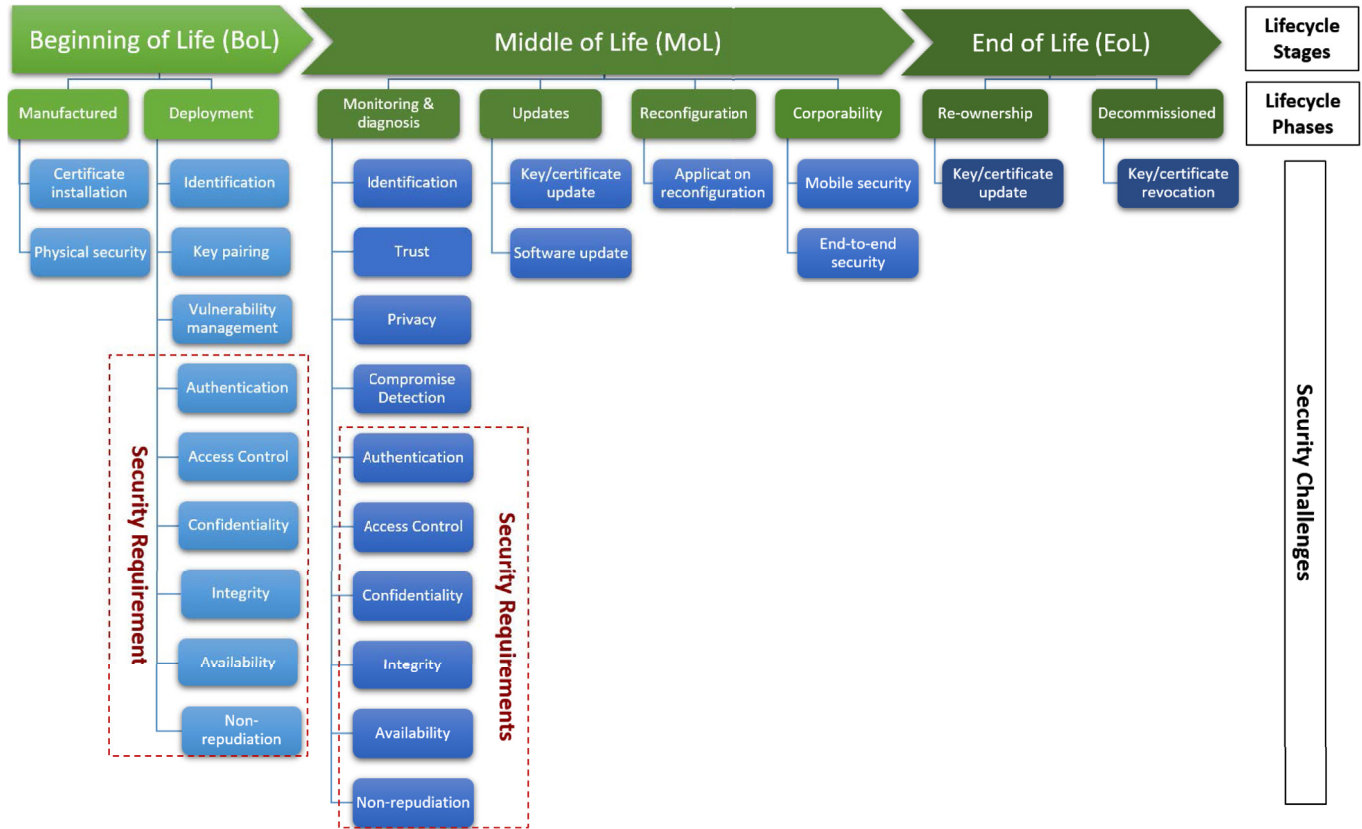 Beginning of Life (BoL)
Middle of Life (MoL)
End of Life (EoL)
Lifecycle
Stages
Manufactured
Deployment
Monitoring &
diagnosis
Updates
Reconfiguration
Corporability
Re-ownership
Decommissioned
Lifecycle
Phases
Certificate
installation
Physical security
Identification
Key pairing
Vulnerability
management
Authentication
Access Control
Confidentiality
Integrity
Availability
Non-
repudiation
Security Requirement
Identification
Trust
Privacy
Compromise
Detection
Authentication
Access Control
Confidentiality
Integrity
Availability
Non-repudiation
Security Requirements
Key/certificate
update
Software update
Application
reconfiguration
Mobile security
End-to-end
security
Key/certificate
update
Key/certificate
revocation
Security Challenges